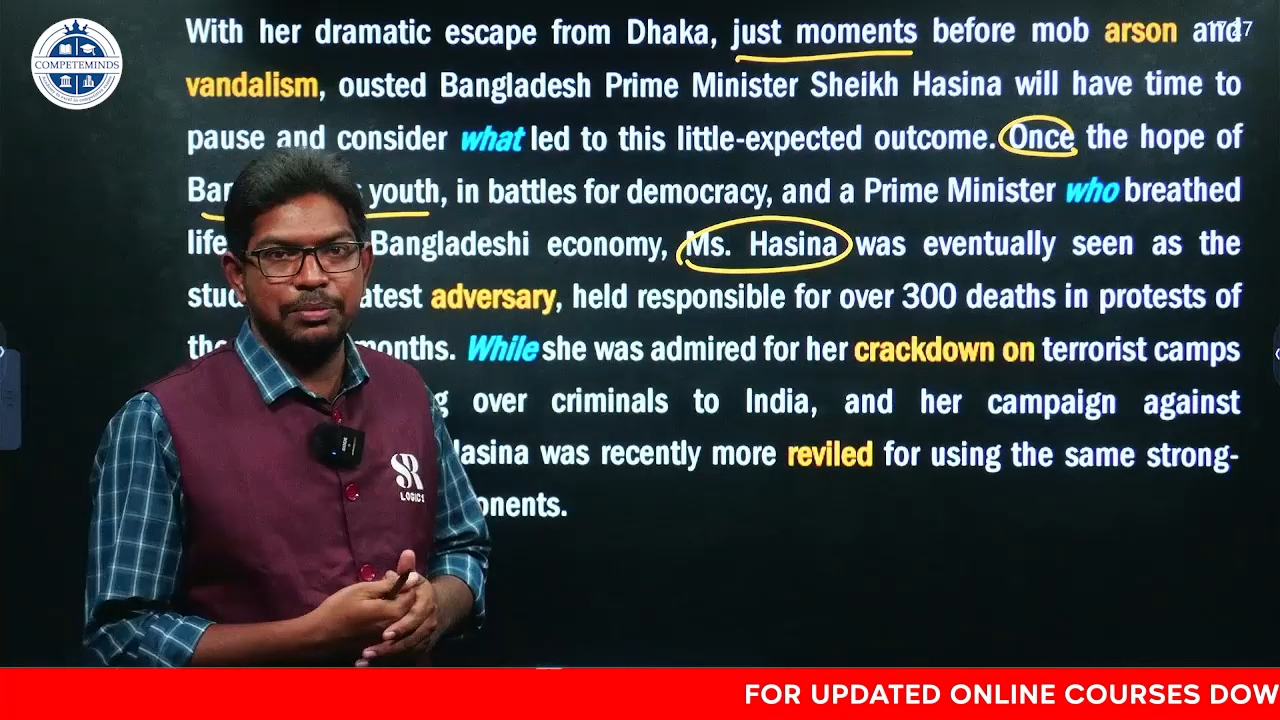 COMPETEMINDS
With her dramatic escape from Dhaka, just moments before mob arson and
vandalism, ousted Bangladesh Prime Minister Sheikh Hasina will have time to
pause and consider what led to this little-expected outcome. Once the hope of
youth, in battles for democracy, and a Prime Minister who breathed
life Bangladeshi economy, Ms. Hasina was eventually seen as the
adversary, held responsible for over 300 deaths in protests of
months. While she was admired for her crackdown on terrorist camps
over criminals to India, and her campaign against
was recently more reviled for using the same strong-
SR
LOGICS
FOR UPDATED ONLINE COURSES DOW